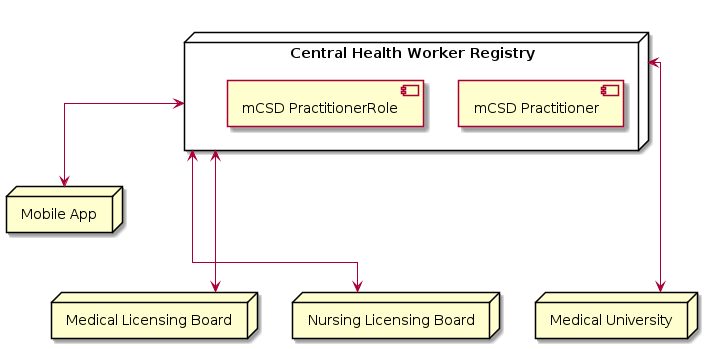 Central Health Worker Registry
mCSD PractitionerRole
mCSD Practitioner
Mobile App
Medical Licensing Board
Nursing Licensing Board
Medical University